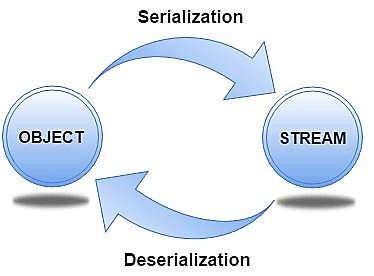 Serialization
OBJECT
STREAM
Deserialization